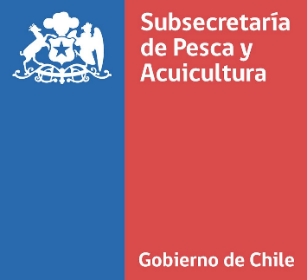 Subsecretaría
de Pesca y
Acuicultura
Gobierno de Chile